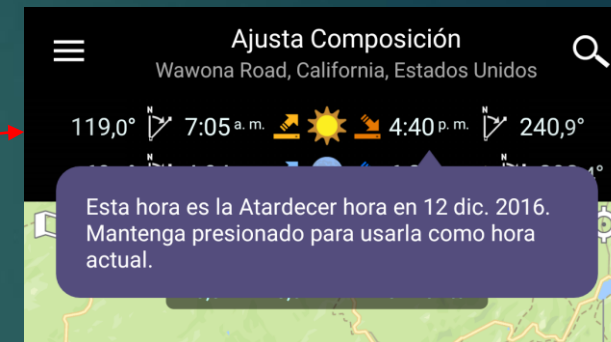 Ajusta Composición
Wawona Road, California, Estados Unidos
119,0° N 7:05 a. m. 4:40 p. m. N 240,9°
Esta hora es la Atardecer hora en 12 dic. 2016.
Mantenga presionado para usarla como hora
actual.